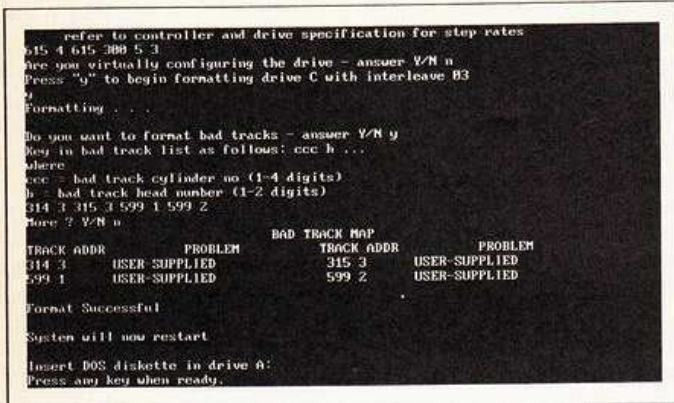 refer to controller and drive specification for step rates
615 4 615 300 5 3
Are you virtually configuring the drive - answer Y/N n
Press "y" to begin formatting drive C with interleave 03
y
Formatting . . .
Do you want to format bad tracks - answer Y/N y
Key in bad track list as follows: ccc h ...
where
ccc = bad track cylinder no (1-4 digits)
h = bad track head number (1-2 digits)
314 3 315 3 599 1 599 2
More ? Y/N n
BAD TRACK MAP
TRACK ADDR PROBLEM TRACK ADDR PROBLEM
314 3 USER-SUPPLIED 315 3 USER-SUPPLIED
599 1 USER-SUPPLIED 599 2 USER-SUPPLIED
Format Successful
System will now restart
Insert DOS diskette in drive A:
Press any key when ready.